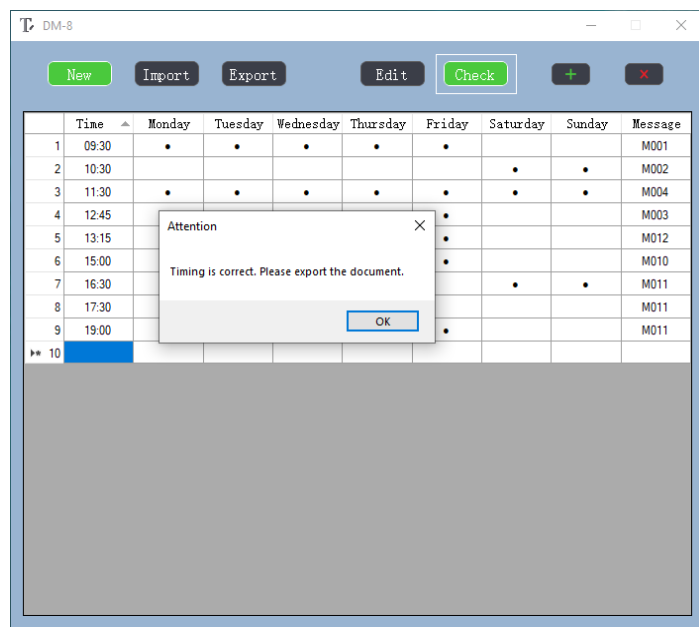 DM-8
New Import Export Edit Check + ×
Time Monday Tuesday Wednesday Thursday Friday Saturday Sunday Message
1 09:30 • • • • • M001
2 10:30 • • M002
3 11:30 • • • • • • • M004
4 12:45 • M003
5 13:15 • M012
6 15:00 • M010
7 16:30 • • M011
8 17:30 M011
9 19:00 • M011
10
Attention
Timing is correct. Please export the document.
OK